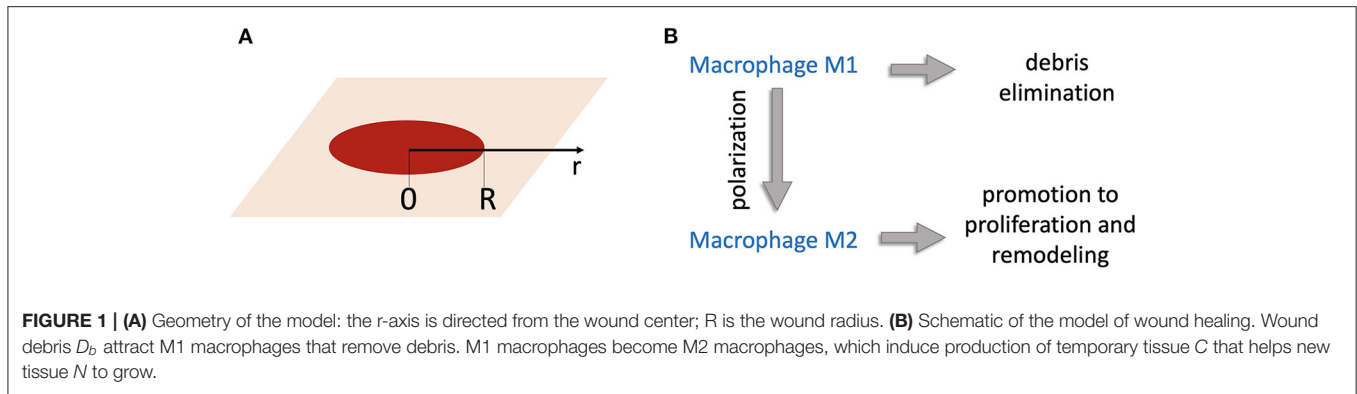 A
0
R
r
B
Macrophage M1
debris
elimination
polarization
Macrophage M2
promotion to
proliferation and
remodeling
FIGURE 1 | (A) Geometry of the model: the r-axis is directed from the wound center; R is the wound radius. (B) Schematic of the model of wound healing. Wound
debris D_b attract M1 macrophages that remove debris. M1 macrophages become M2 macrophages, which induce production of temporary tissue C that helps new
tissue N to grow.